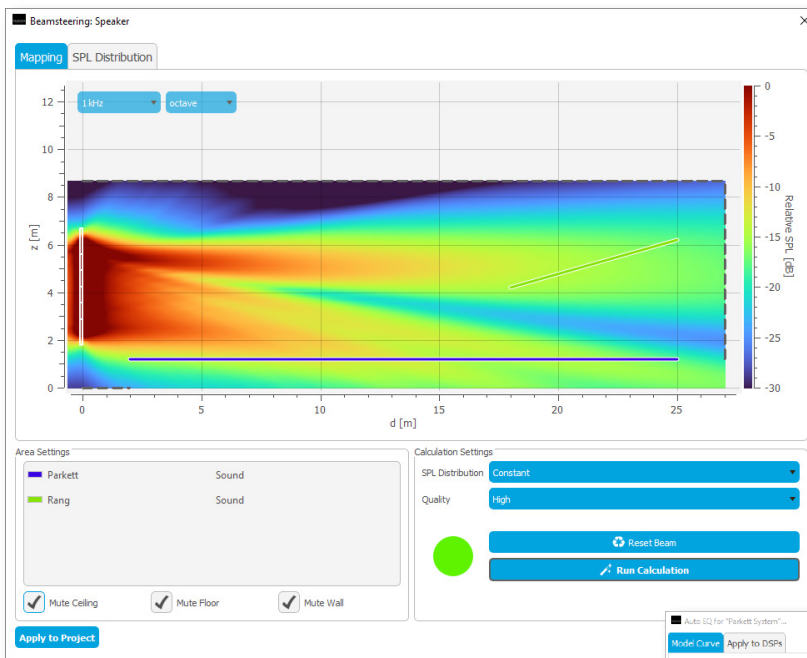 Beamsteering: Speaker
Mapping SPL Distribution
1 kHz octave
12
10
8
6
4
2
0
z [m]
0 5 10 15 20 25
d [m]
0
-5
-10
-15
-20
-25
-30
Relative SPL [dB]
Area Settings
Parkett Sound
Rang Sound
Mute Ceiling Mute Floor Mute Wall
Apply to Project
Calculation Settings
SPL Distribution Constant
Quality High
Reset Beam
Run Calculation
Auto EQ for "Parkett System"...
Model Curve Apply to DSPs